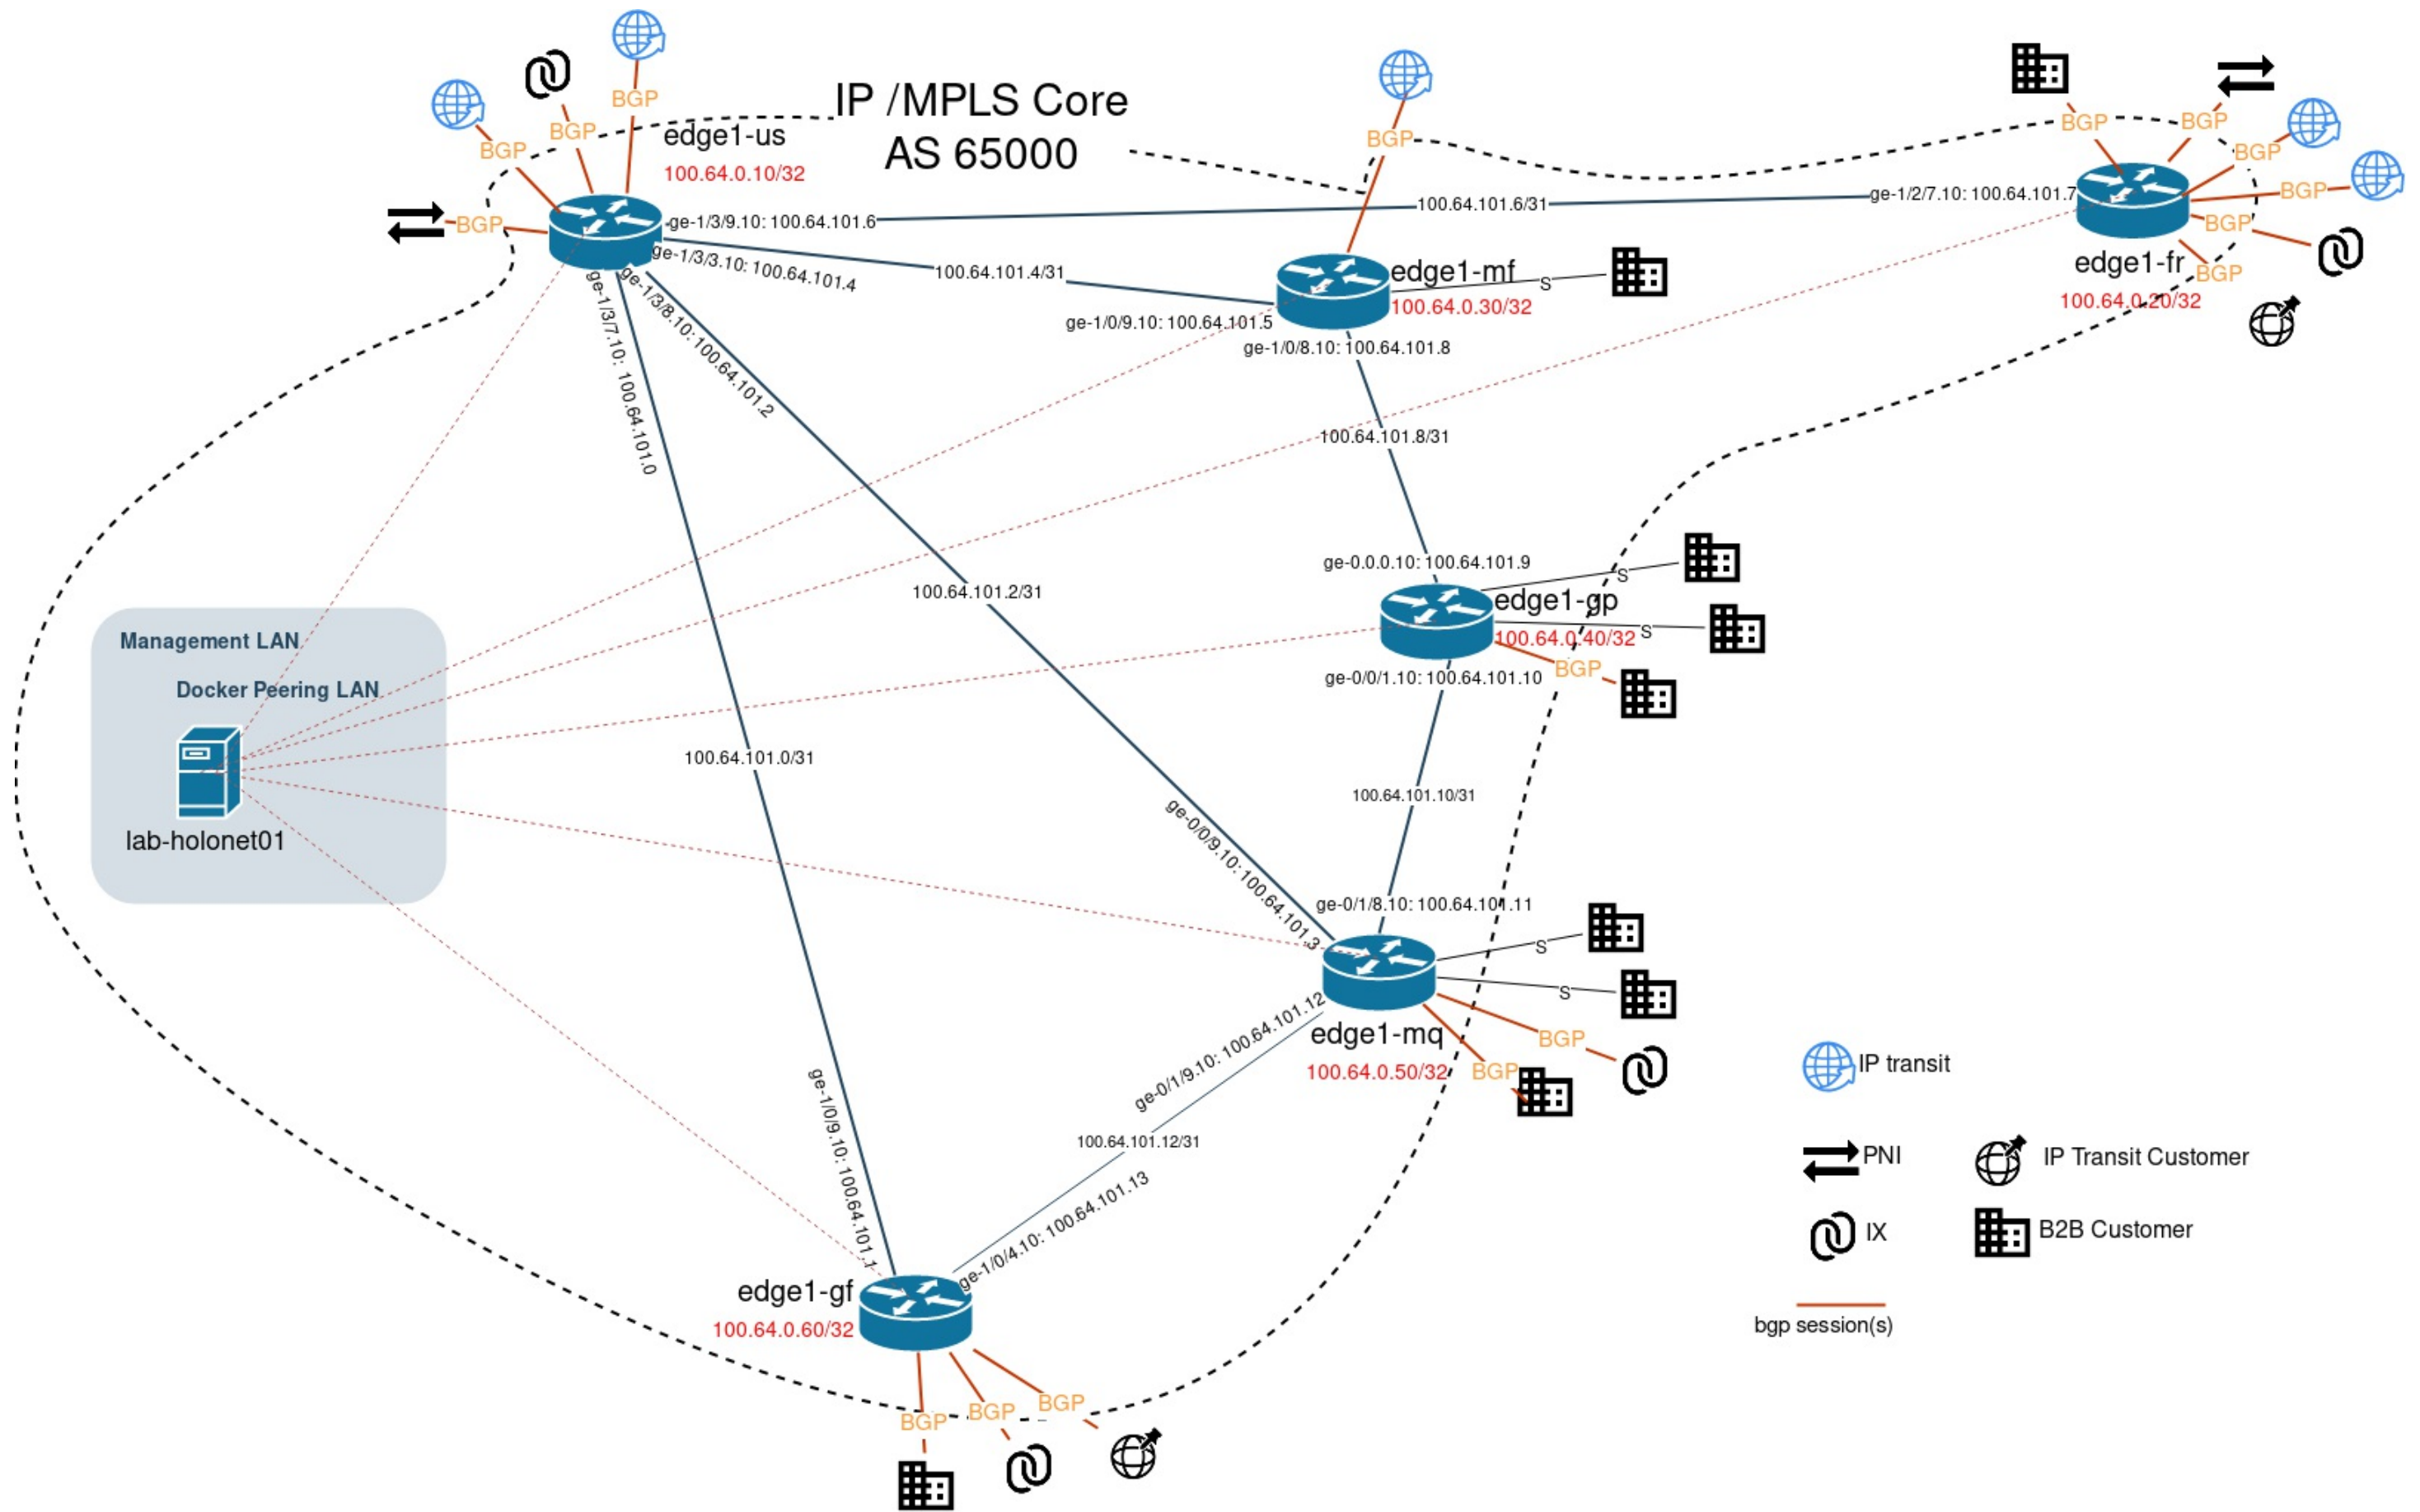 IP /MPLS Core
AS 65000
BGP
BGP
BGP
BGP
edge1-us
100.64.0.10/32
ge-1/3/9.10: 100.64.101.6
100.64.101.6/31
ge-1/2/7.10: 100.64.101.7
ge-1/3/3.10: 100.64.101.4
100.64.101.4/31
ge-1/3/8.10: 100.64.101.2
ge-1/3/7.10: 100.64.101.0
BGP
edge1-mf
100.64.0.30/32
S
ge-1/0/9.10: 100.64.101.5
ge-1/0/8.10: 100.64.101.8
BGP
BGP
BGP
BGP
BGP
BGP
edge1-fr
100.64.0.20/32
100.64.101.8/31
ge-0.0.0.10: 100.64.101.9
S
edge1-gp
100.64.0.40/32
S
BGP
ge-0/0/1.10: 100.64.101.10
100.64.101.2/31
Management LAN
Docker Peering LAN
lab-holonet01
100.64.101.0/31
100.64.101.10/31
ge-0/0/9.10: 100.64.101.3
ge-0/1/8.10: 100.64.101.11
S
S
edge1-mq
100.64.0.50/32
BGP
BGP
ge-0/1/9.10: 100.64.101.12
100.64.101.12/31
ge-1/0/4.10: 100.64.101.13
ge-1/0/9.10: 100.64.101.1
edge1-gf
100.64.0.60/32
BGP
BGP
BGP
IP transit
PNI
IP Transit Customer
IX
B2B Customer
bgp session(s)